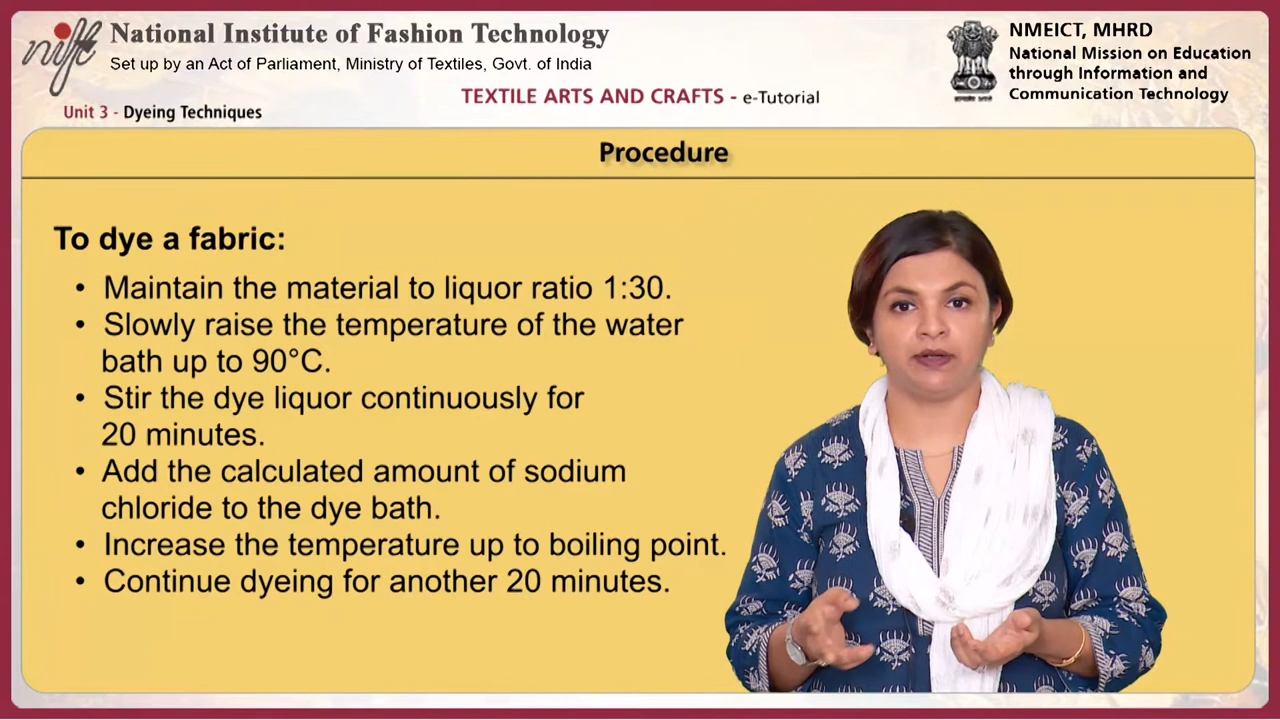 nift
National Institute of Fashion Technology
Set up by an Act of Parliament, Ministry of Textiles, Govt. of India
NMEICT, MHRD
National Mission on Education
through Information and
Communication Technology
TEXTILE ARTS AND CRAFTS - e-Tutorial
Unit 3 - Dyeing Techniques
Procedure
To dye a fabric:
• Maintain the material to liquor ratio 1:30.
• Slowly raise the temperature of the water
bath up to 90°C.
• Stir the dye liquor continuously for
20 minutes.
• Add the calculated amount of sodium
chloride to the dye bath.
• Increase the temperature up to boiling point.
• Continue dyeing for another 20 minutes.